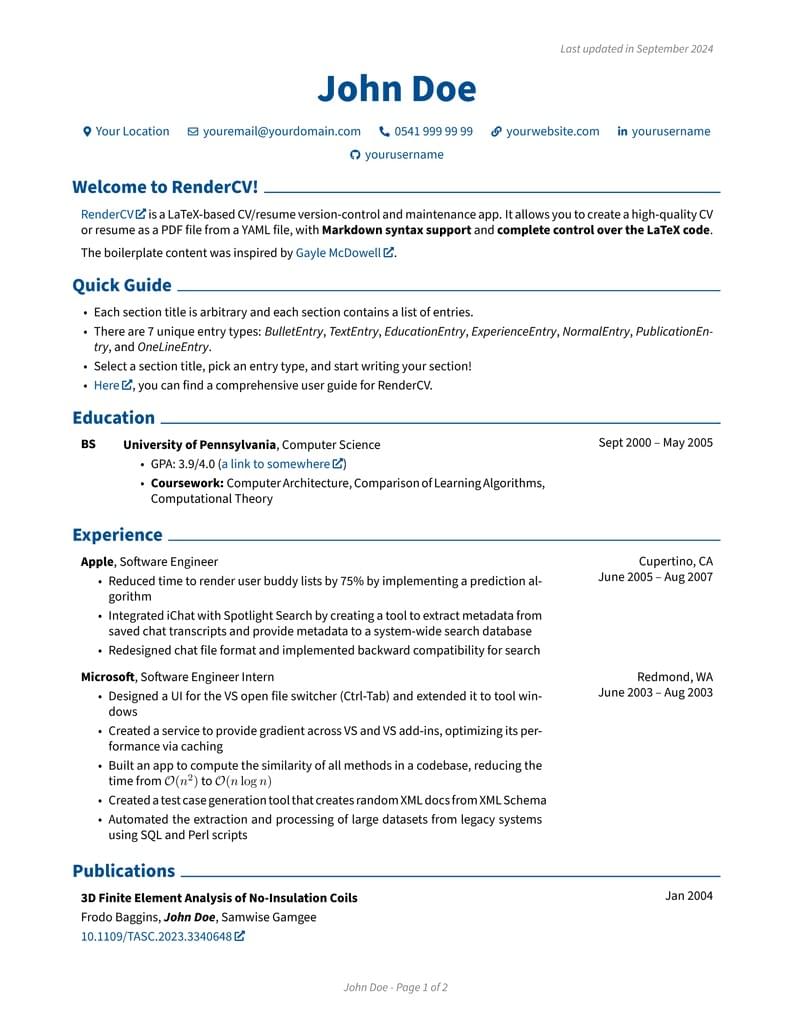 Last updated in September 2024
John Doe
Your Location youremail@yourdomain.com 0541 999 99 99 yourwebsite.com yourusername
yourusername
Welcome to RenderCV!
RenderCV is a LaTeX-based CV/resume version-control and maintenance app. It allows you to create a high-quality CV
or resume as a PDF file from a YAML file, with Markdown syntax support and complete control over the LaTeX code.
The boilerplate content was inspired by Gayle McDowell.
Quick Guide
• Each section title is arbitrary and each section contains a list of entries.
• There are 7 unique entry types: BulletEntry, TextEntry, EducationEntry, ExperienceEntry, NormalEntry, PublicationEn-
try, and OneLineEntry.
• Select a section title, pick an entry type, and start writing your section!
• Here, you can find a comprehensive user guide for RenderCV.
Education
BS University of Pennsylvania, Computer Science Sept 2000 – May 2005
• GPA: 3.9/4.0 (a link to somewhere)
• Coursework: Computer Architecture, Comparison of Learning Algorithms,
Computational Theory
Experience
Apple, Software Engineer Cupertino, CA
June 2005 – Aug 2007
• Reduced time to render user buddy lists by 75% by implementing a prediction al-
gorithm
• Integrated iChat with Spotlight Search by creating a tool to extract metadata from
saved chat transcripts and provide metadata to a system-wide search database
• Redesigned chat file format and implemented backward compatibility for search
Microsoft, Software Engineer Intern Redmond, WA
June 2003 – Aug 2003
• Designed a UI for the VS open file switcher (Ctrl-Tab) and extended it to tool win-
dows
• Created a service to provide gradient across VS and VS add-ins, optimizing its per-
formance via caching
• Built an app to compute the similarity of all methods in a codebase, reducing the
time from 𝒪(n²) to 𝒪(n log n)
• Created a test case generation tool that creates random XML docs from XML Schema
• Automated the extraction and processing of large datasets from legacy systems
using SQL and Perl scripts
Publications
3D Finite Element Analysis of No-Insulation Coils Jan 2004
Frodo Baggins, John Doe, Samwise Gamgee
10.1109/TASC.2023.3340648
John Doe - Page 1 of 2